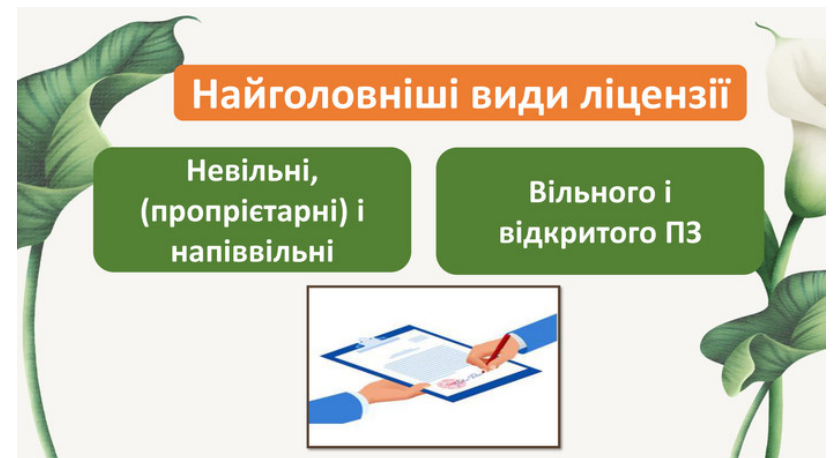 Найголовніші види ліцензії
Невільні,
(пропрієтарні) і
напіввільні
Вільного і
відкритого ПЗ